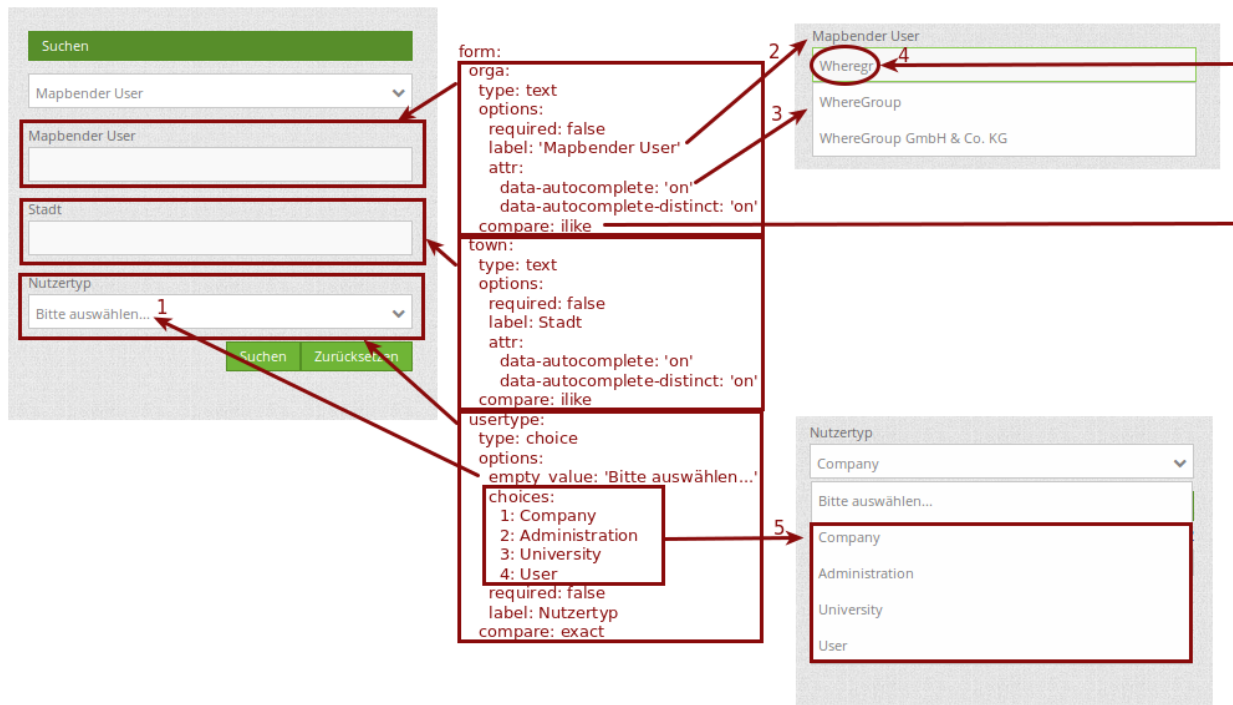 Suchen
Mapbender User
Mapbender User
Stadt
Nutzertyp
Bitte auswählen...
1
Suchen
Zurücksetzen
form:
orga:
type: text
options:
required: false
label: 'Mapbender User'
attr:
data-autocomplete: 'on'
data-autocomplete-distinct: 'on'
compare: ilike
town:
type: text
options:
required: false
label: Stadt
attr:
data-autocomplete: 'on'
data-autocomplete-distinct: 'on'
compare: ilike
usertype:
type: choice
options:
empty_value: 'Bitte auswählen...'
choices:
1: Company
2: Administration
3: University
4: User
required: false
label: Nutzertyp
compare: exact
2
Mapbender User
Wheregr
4
3
WhereGroup
WhereGroup GmbH & Co. KG
5
Nutzertyp
Company
Bitte auswählen...
Company
Administration
University
User